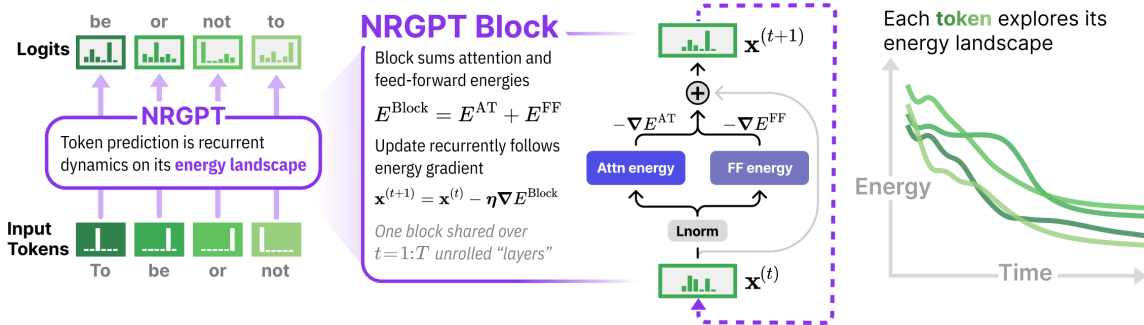 be or not to
Logits
NRGPT
Token prediction is recurrent
dynamics on its energy landscape
Input
Tokens
To be or not
NRGPT Block
Block sums attention and
feed-forward energies
E^Block = E^AT + E^FF
Update recurrently follows
energy gradient
x^(t+1) = x^(t) − η∇E^Block
One block shared over
t=1:T unrolled “layers”
x^(t+1)
+
−∇E^AT
−∇E^FF
Attn energy
FF energy
Lnorm
x^(t)
Each token explores its
energy landscape
Energy
Time